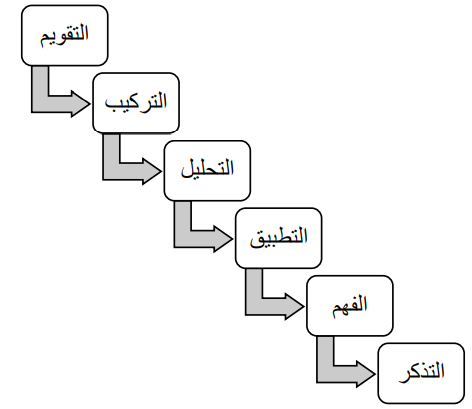 التقويم
التركيب
التحليل
التطبيق
الفهم
التذكر